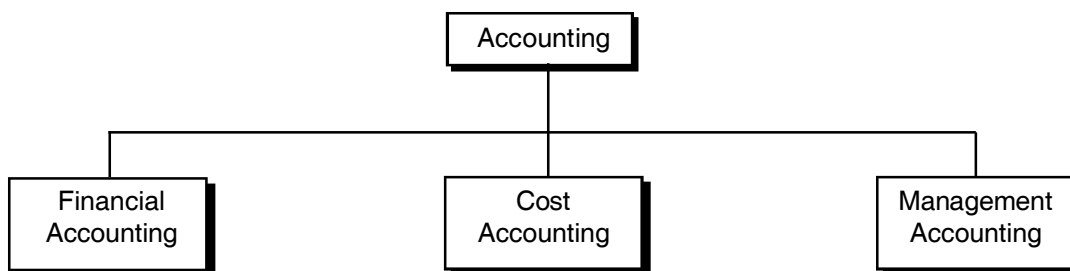 Accounting
Financial
Accounting
Cost
Accounting
Management
Accounting